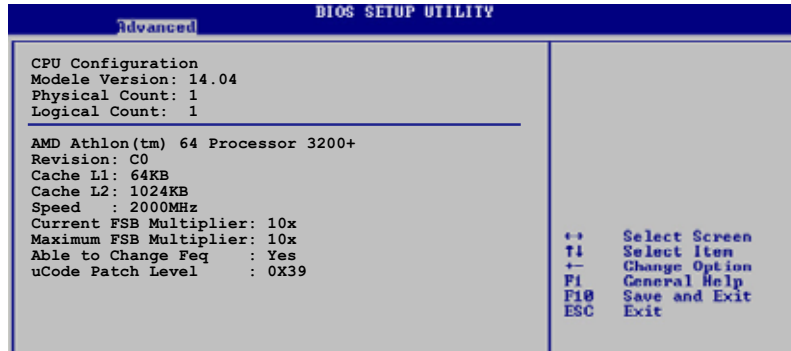 BIOS SETUP UTILITY
Advanced
CPU Configuration
Modele Version: 14.04
Physical Count: 1
Logical Count: 1
AMD Athlon(tm) 64 Processor 3200+
Revision: C0
Cache L1: 64KB
Cache L2: 1024KB
Speed : 2000MHz
Current FSB Multiplier: 10x
Maximum FSB Multiplier: 10x
Able to Change Feq : Yes
uCode Patch Level : 0X39
↔ Select Screen
↑↓ Select Item
+- Change Option
F1 General Help
F10 Save and Exit
ESC Exit